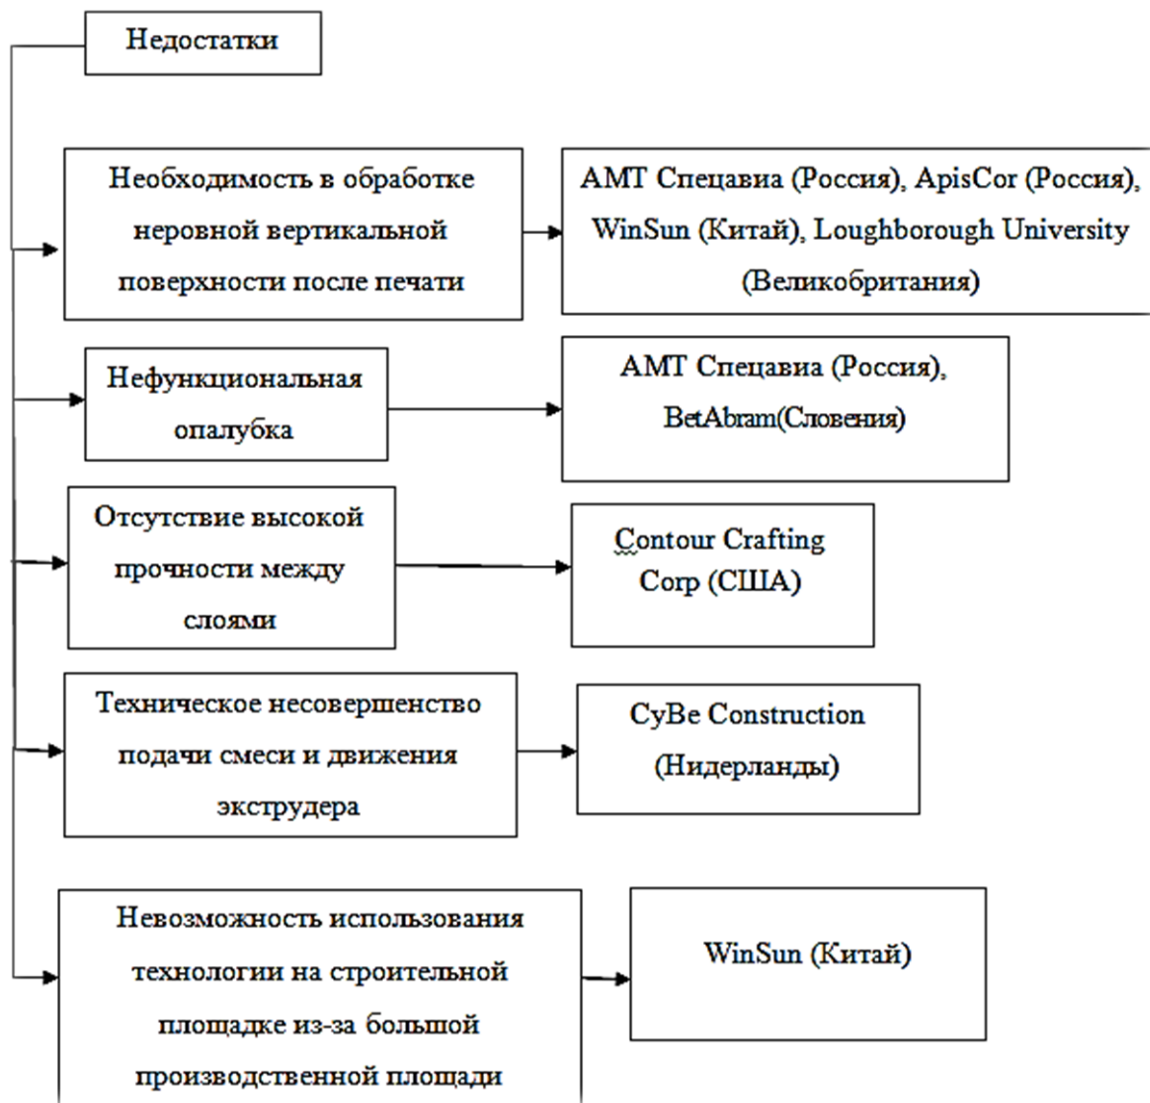 Недостатки
Необходимость в обработке
неровной вертикальной
поверхности после печати
АМТ Спецавиа (Россия), ApisCor (Россия),
WinSun (Китай), Loughborough University
(Великобритания)
Нефункциональная
опалубка
АМТ Спецавиа (Россия),
BetAbram(Словения)
Отсутствие высокой
прочности между
слоями
Contour Crafting
Corp (США)
Техническое несовершенство
подачи смеси и движения
экструдера
CyBe Construction
(Нидерланды)
Невозможность использования
технологии на строительной
площадке из-за большой
производственной площади
WinSun (Китай)